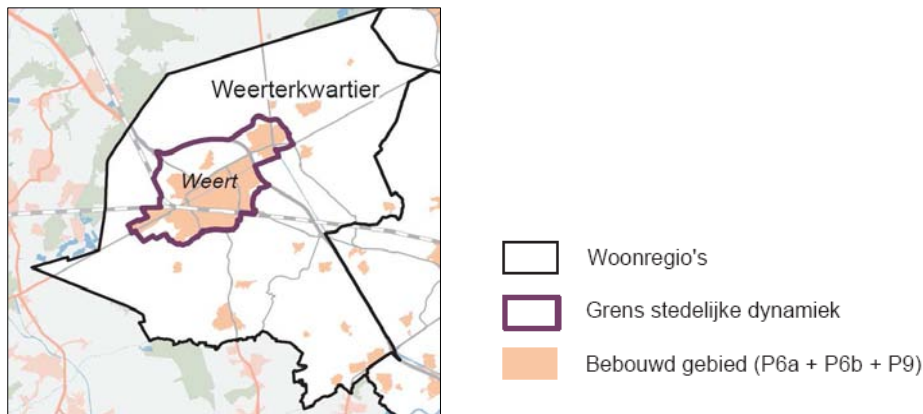 Weerterkwartier
Weert
Woonregio's
Grens stedelijke dynamiek
Bebouwd gebied (P6a + P6b + P9)